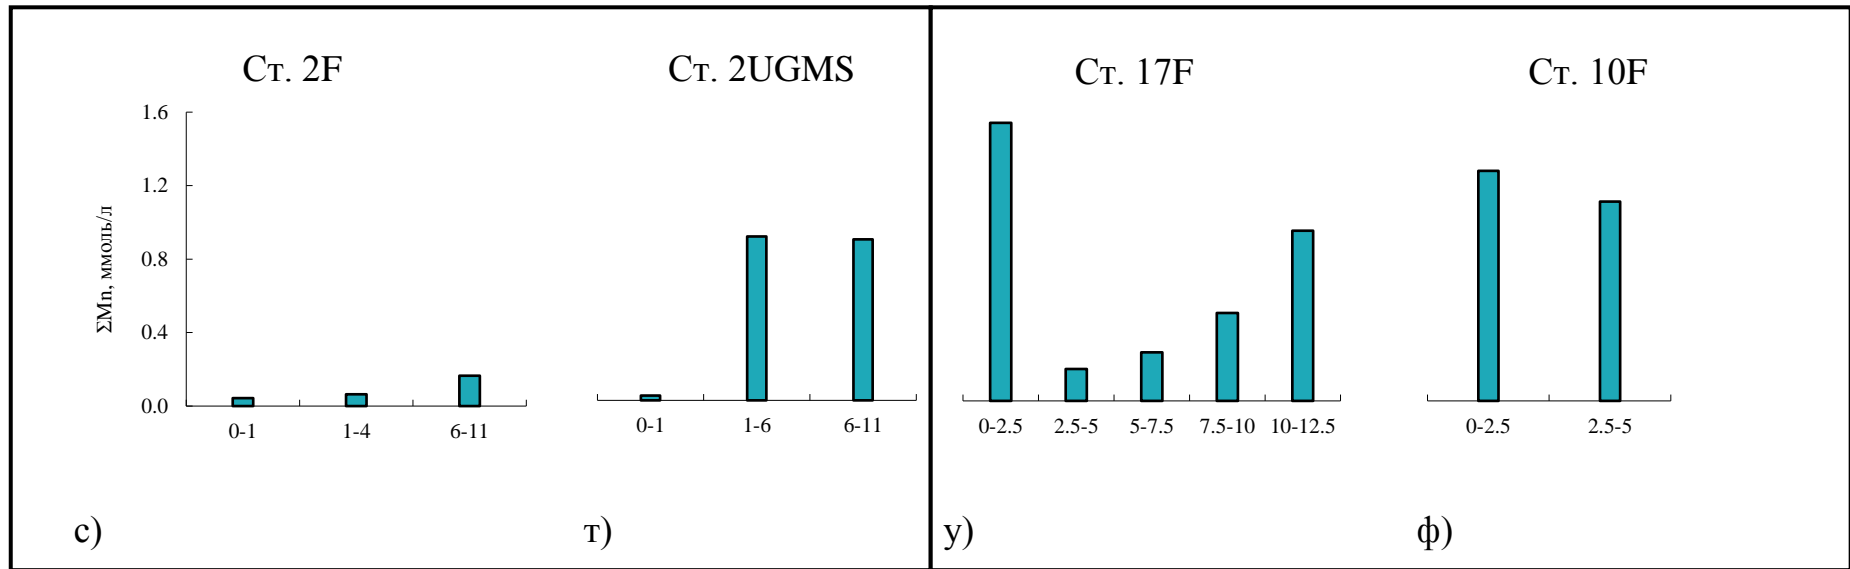 Ст. 2F
Ст. 2UGMS
Ст. 17F
Ст. 10F
ΣMn, ммоль/л
1.6
1.2
0.8
0.4
0.0
0-1
1-4
6-11
0-1
1-6
6-11
0-2.5
2.5-5
5-7.5
7.5-10
10-12.5
0-2.5
2.5-5
с)
т)
у)
ф)